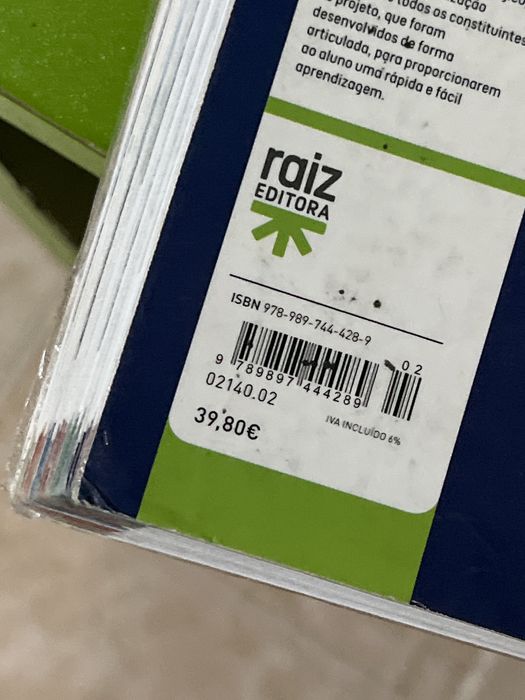 todos os constituintes
projeto, que foram
desenvolvidos de forma
articulada, para proporcionarem
ao aluno uma rápida e fácil
aprendizagem.
raiz
EDITORA
ISBN 978-989-744-428-9
02
9 789897 444289
02140.02
IVA INCLUÍDO 6%
39,80€